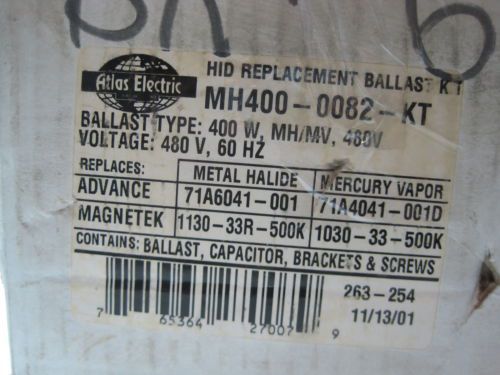 Atlas Electric
HID REPLACEMENT BALLAST KT
MH400-0082-KT
BALLAST TYPE: 400 W, MH/MV, 480V
VOLTAGE: 480 V, 60 HZ
REPLACES: METAL HALIDE MERCURY VAPOR
ADVANCE 71A6041-001 71A4041-001D
MAGNETEK 1130-33R-500K 1030-33-500K
CONTAINS: BALLAST, CAPACITOR, BRACKETS & SCREWS
263-254
11/13/01
7 65364 27007 9